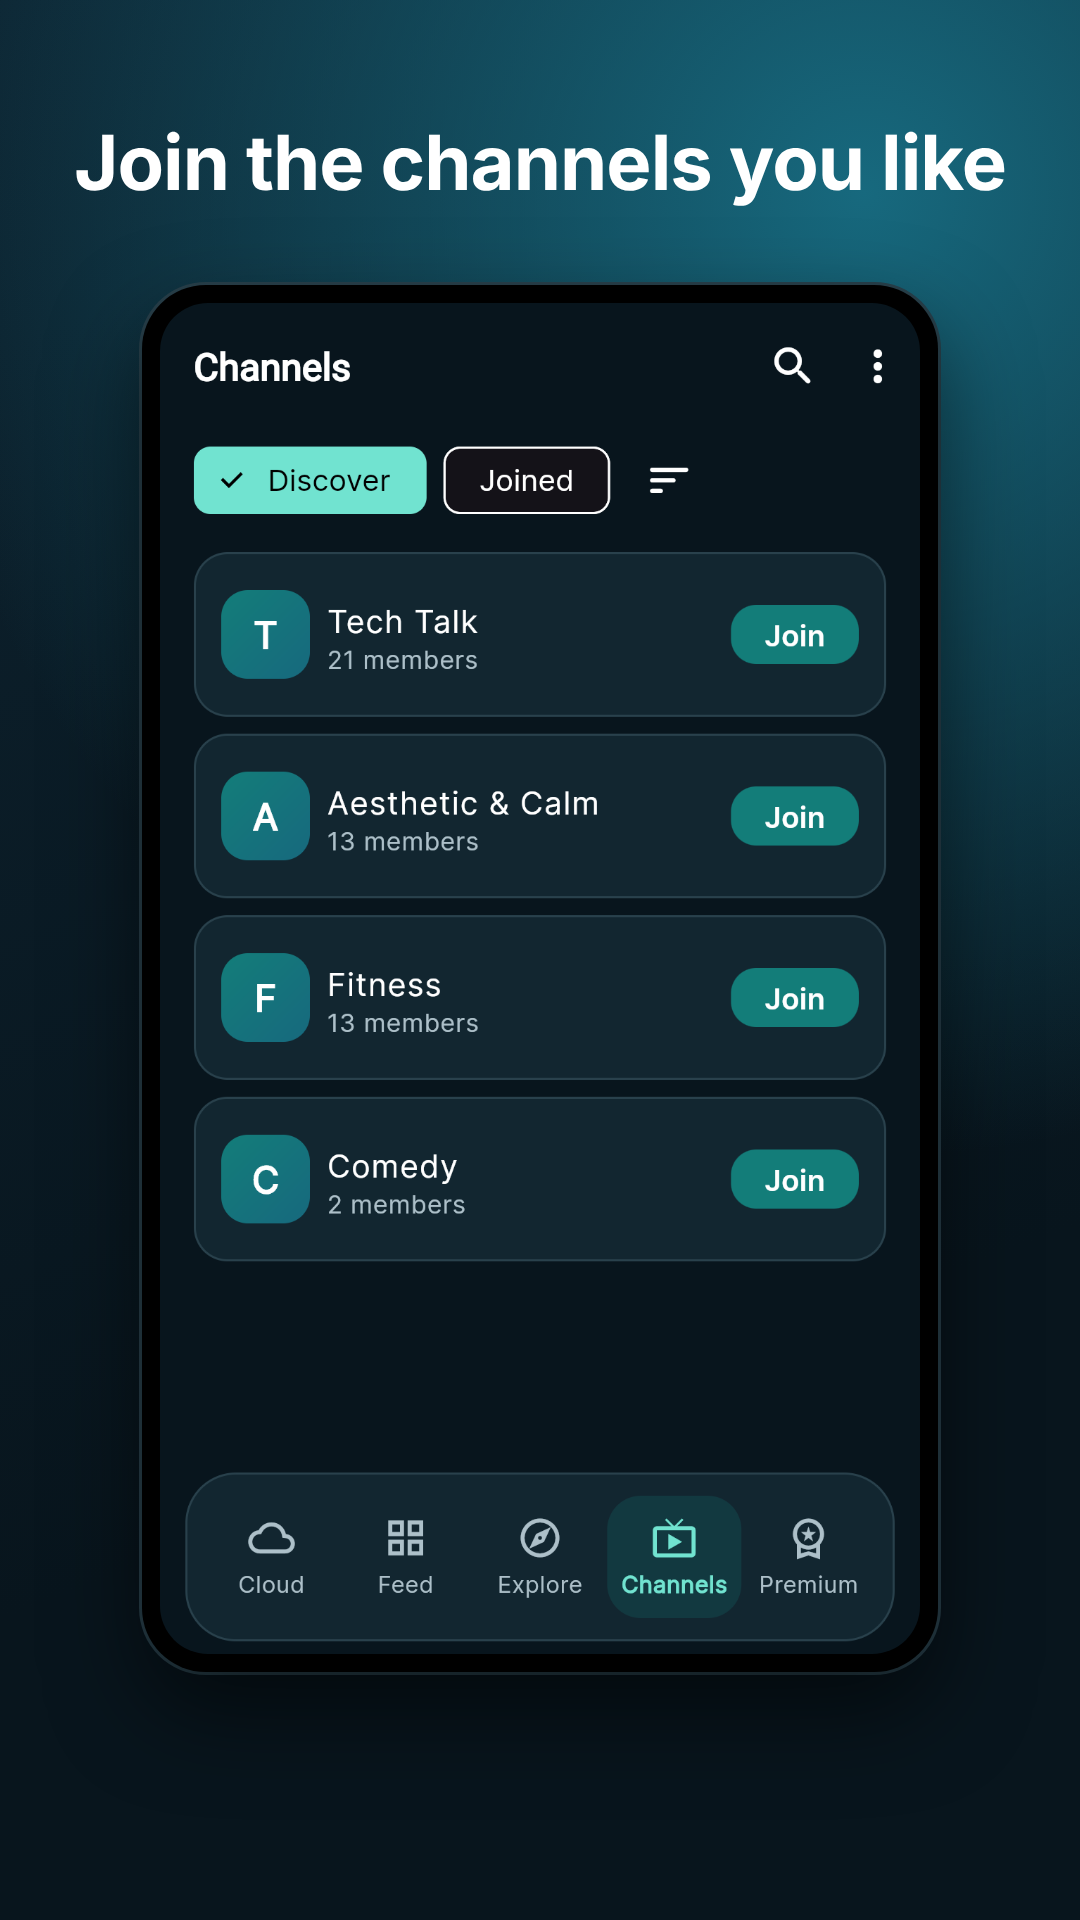 Join the channels you like
Channels
Discover
Joined
T
Tech Talk
21 members
Join
A
Aesthetic & Calm
13 members
Join
F
Fitness
13 members
Join
C
Comedy
2 members
Join
Cloud
Feed
Explore
Channels
Premium